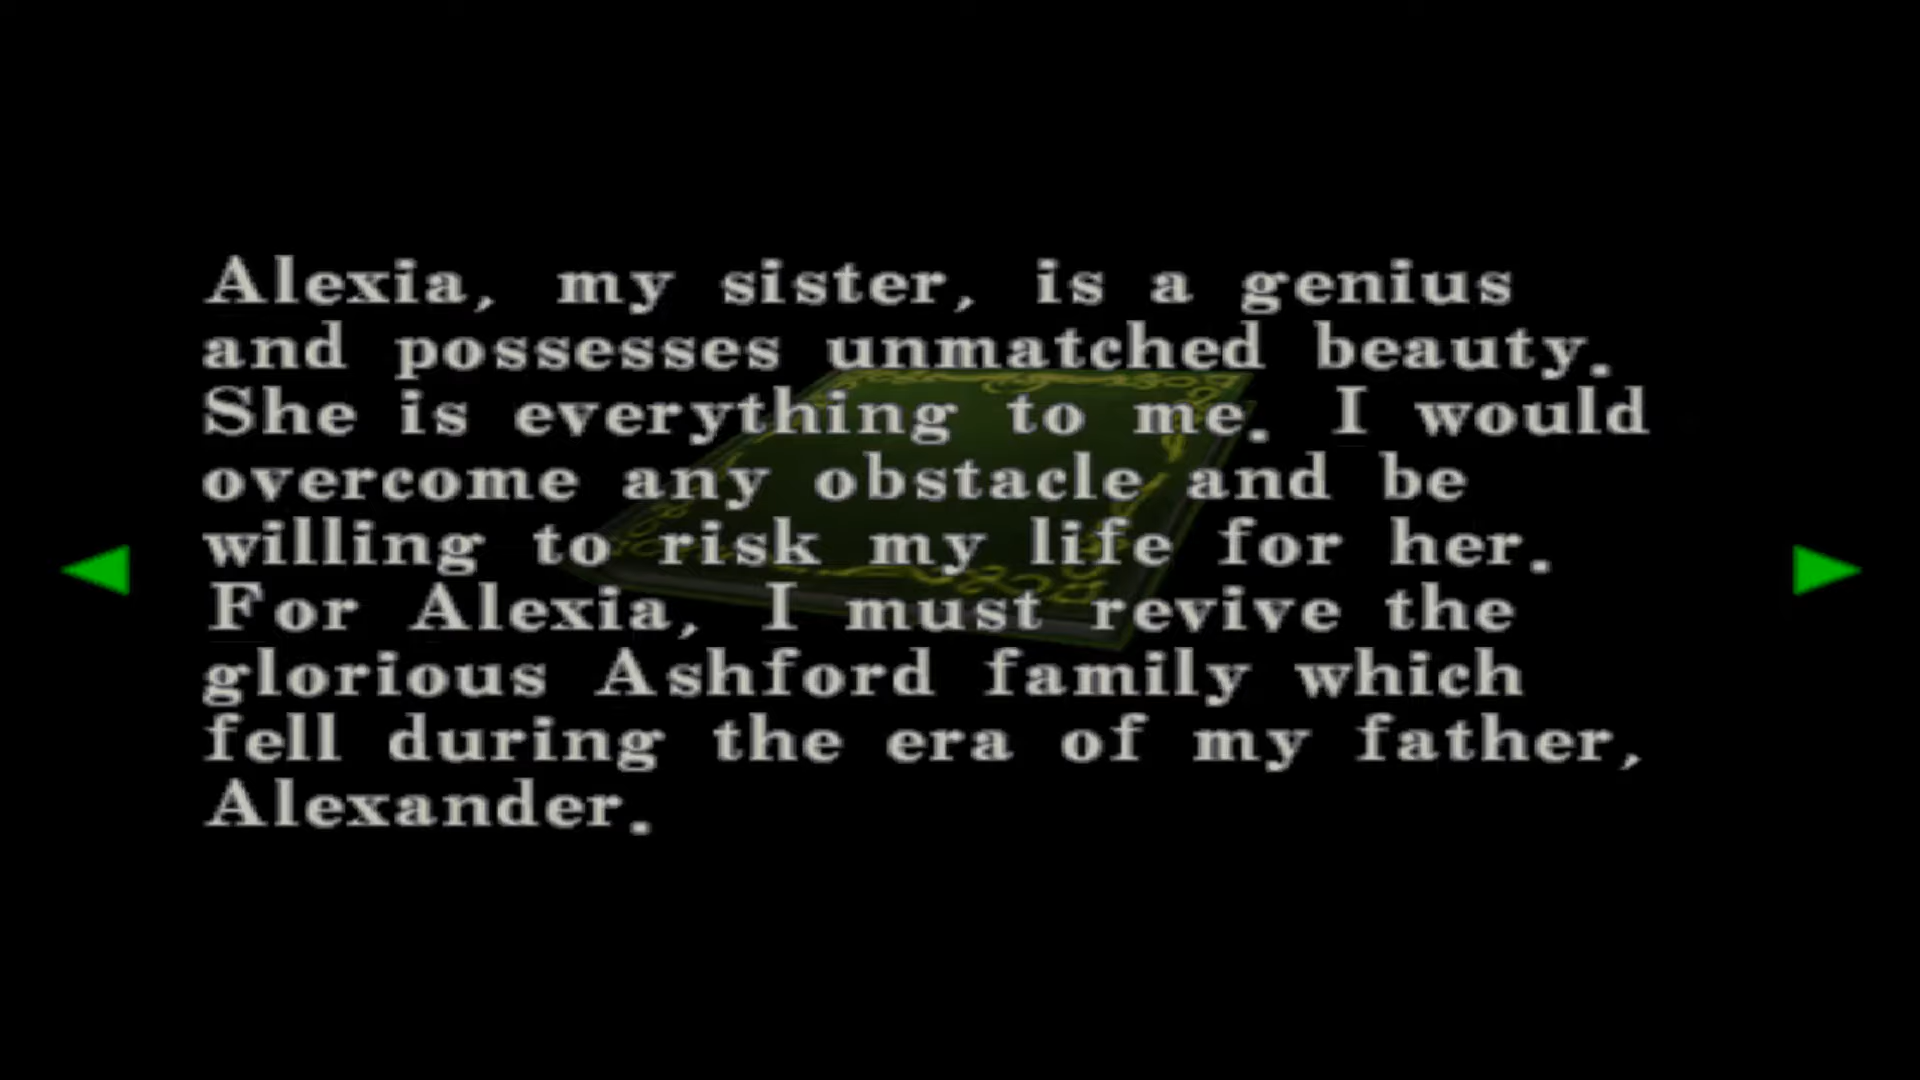 Alexia, my sister, is a genius
and possesses unmatched beauty.
She is everything to me. I would
overcome any obstacle and be
willing to risk my life for her.
For Alexia, I must revive the
glorious Ashford family which
fell during the era of my father,
Alexander.